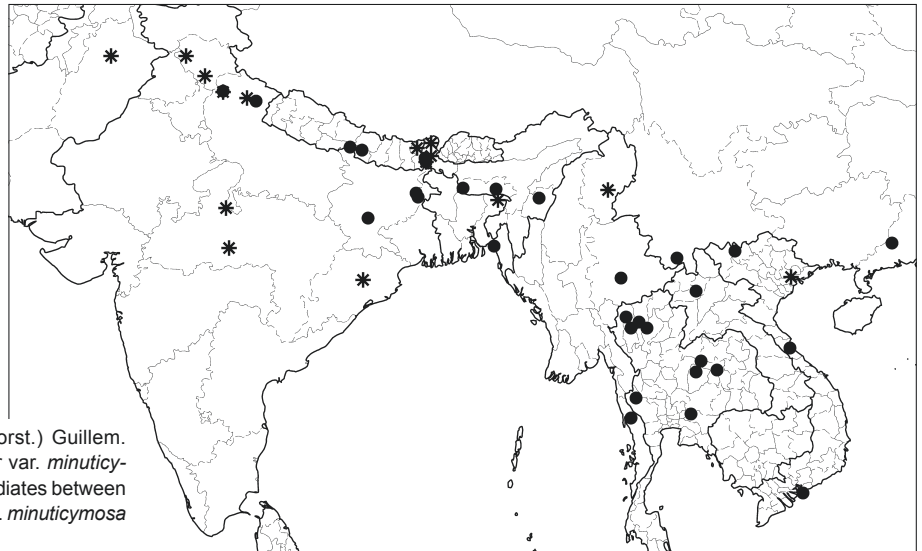 orst.) Guillem.
r var. minuticy-
diates between
. minuticymosa